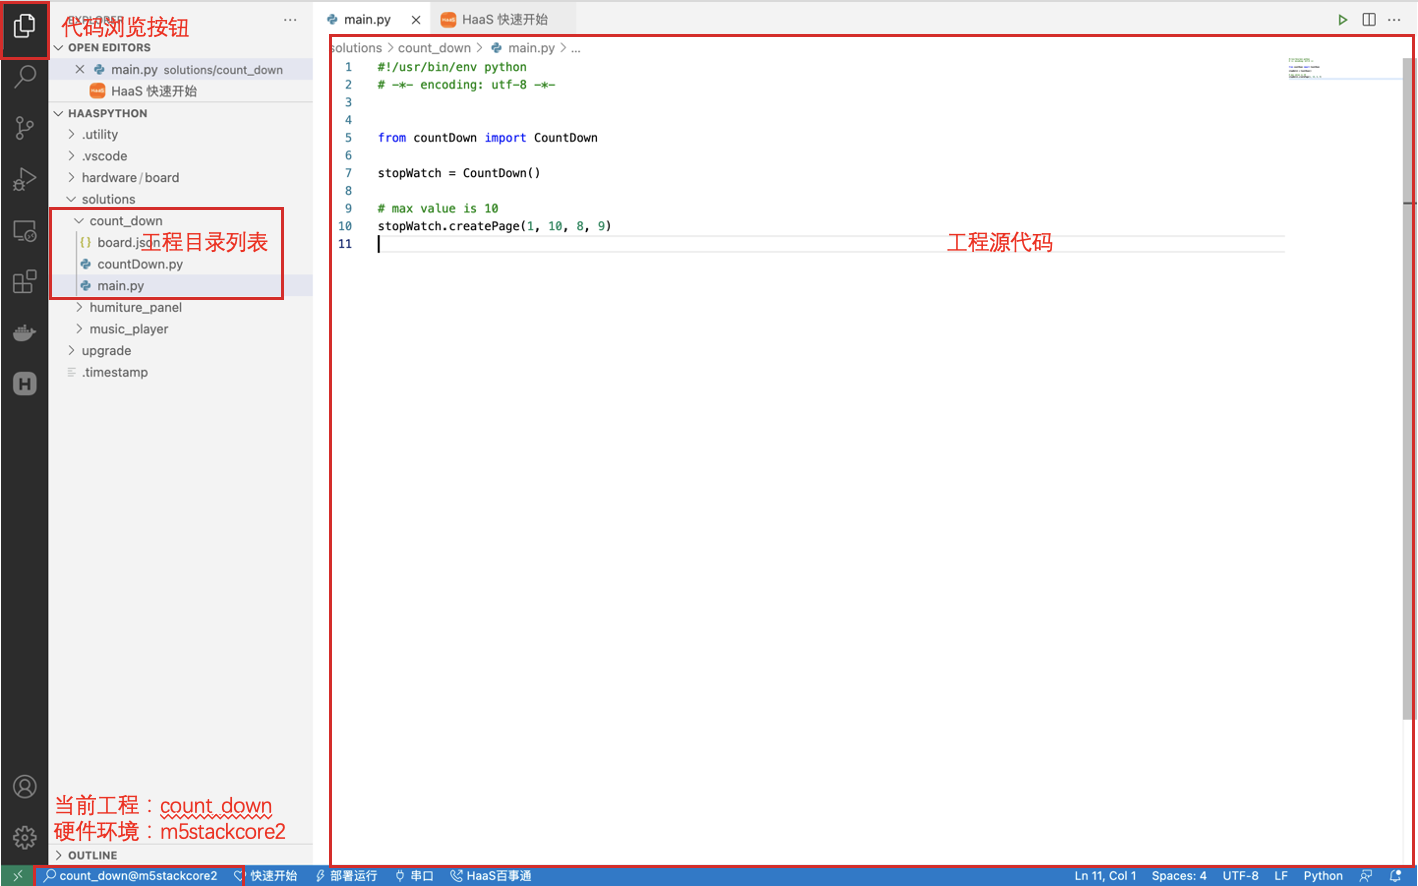 EXPLORER
代码浏览按钮
OPEN EDITORS
main.py solutions/count_down
HaaS 快速开始
HAASPYTHON
.utility
.vscode
hardware / board
solutions
count_down
board.json
工程目录列表
countDown.py
main.py
humiture_panel
music_player
upgrade
.timestamp
当前工程：count_down
硬件环境：m5stackcore2
OUTLINE
main.py
HaaS 快速开始
solutions > count_down > main.py > ...
1 #!/usr/bin/env python
2 # -*- encoding: utf-8 -*-
3
4
5 from countDown import CountDown
6
7 stopWatch = CountDown()
8
9 # max value is 10
10 stopWatch.createPage(1, 10, 8, 9)
11
工程源代码
count_down@m5stackcore2 快速开始 部署运行 串口 HaaS百事通 Ln 11, Col 1 Spaces: 4 UTF-8 LF Python